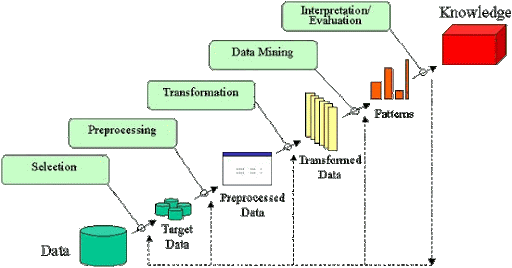 Interpretation/
Evaluation
Knowledge
Data Mining
Transformation
Patterns
Preprocessing
Transformed
Data
Selection
Preprocessed
Data
Target
Data
Data